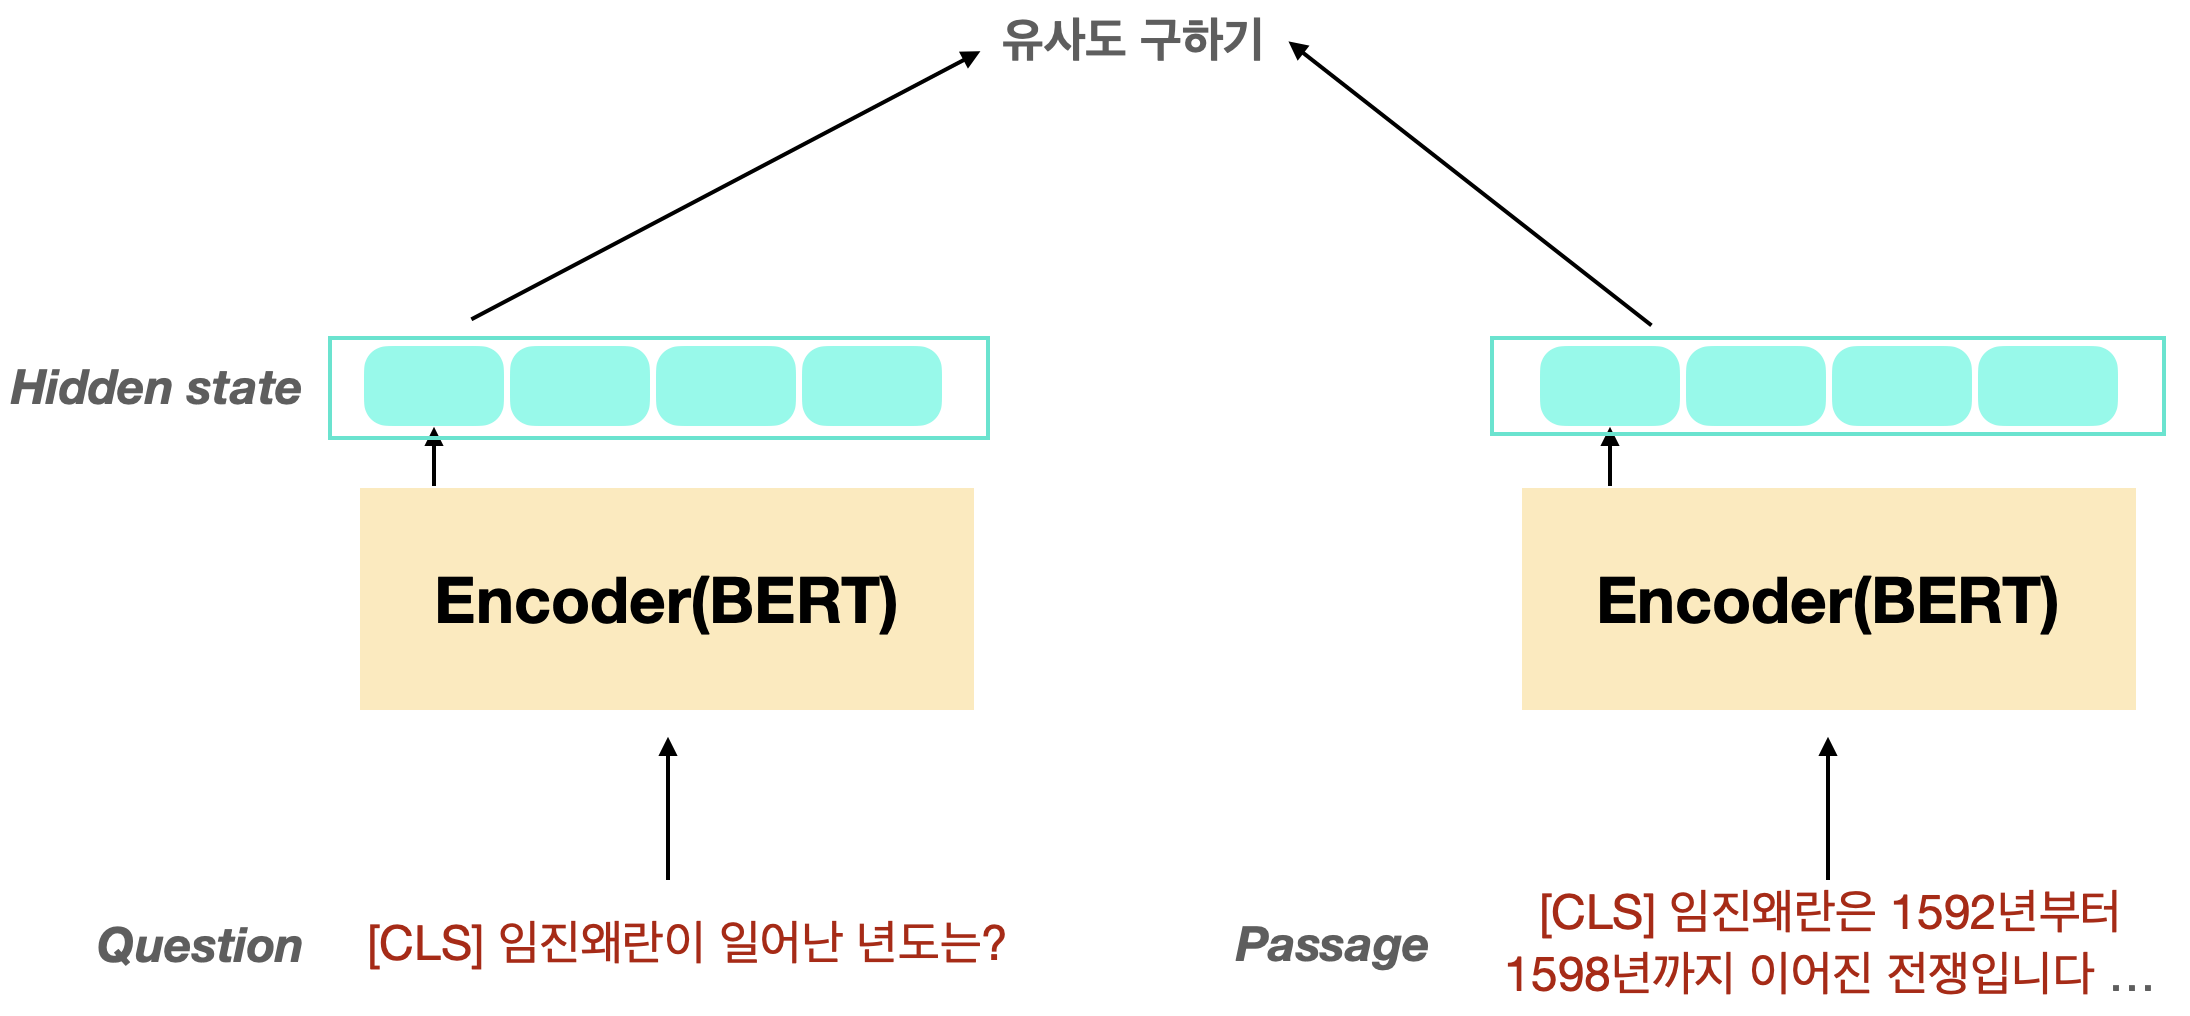 유사도 구하기
Hidden state
Encoder(BERT)
Encoder(BERT)
Question
[CLS] 임진왜란이 일어난 년도는?
Passage
[CLS] 임진왜란은 1592년부터
1598년까지 이어진 전쟁입니다 …